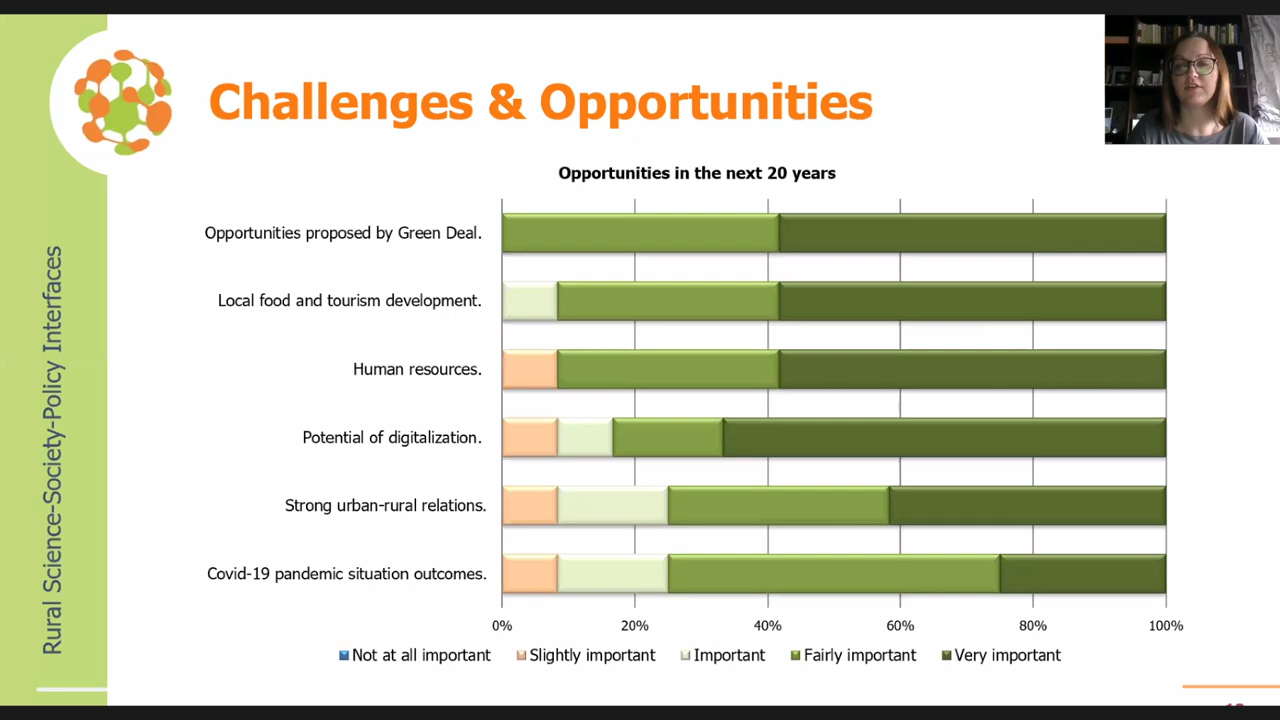 Challenges & Opportunities
Opportunities in the next 20 years
Opportunities proposed by Green Deal.
Local food and tourism development.
Human resources.
Potential of digitalization.
Strong urban-rural relations.
Covid-19 pandemic situation outcomes.
0% 20% 40% 60% 80% 100%
Not at all important Slightly important Important Fairly important Very important
Rural Science-Society-Policy Interfaces